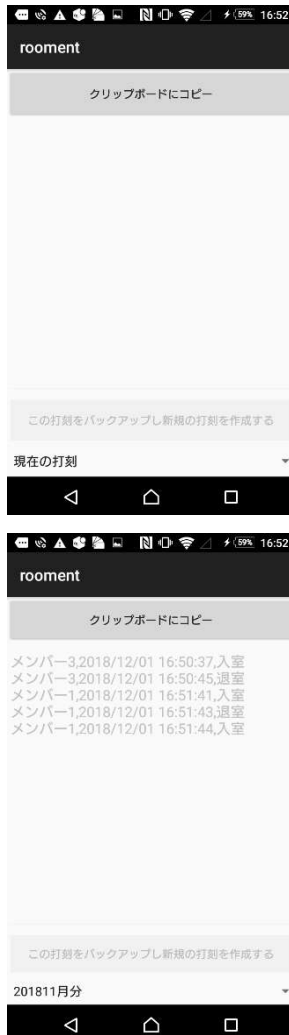 59% 16:52
rooment
クリップボードにコピー
この打刻をバックアップし新規の打刻を作成する
現在の打刻
59% 16:52
rooment
クリップボードにコピー
メンバー3,2018/12/01 16:50:37,入室
メンバー3,2018/12/01 16:50:45,退室
メンバー1,2018/12/01 16:51:41,入室
メンバー1,2018/12/01 16:51:43,退室
メンバー1,2018/12/01 16:51:44,入室
この打刻をバックアップし新規の打刻を作成する
201811月分